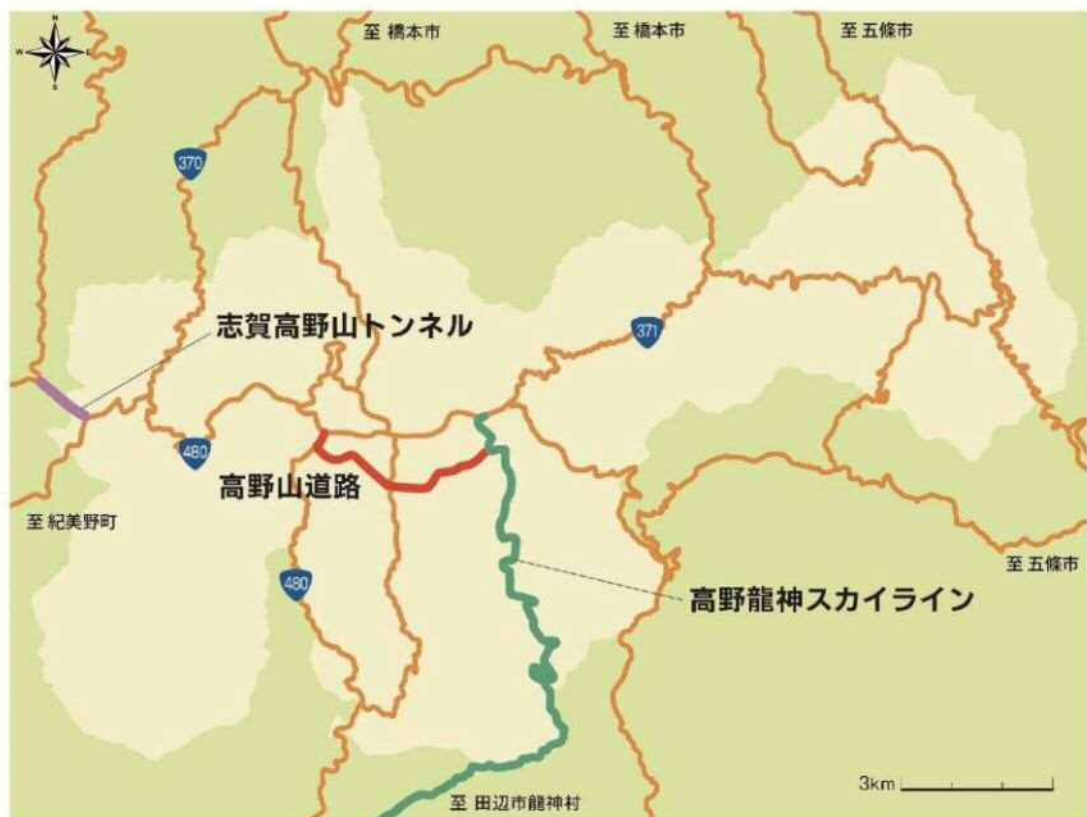 N
W
E
S
至 橋本市
至 橋本市
至 五條市
370
志賀高野山トンネル
371
480
高野山道路
至 紀美野町
480
至 五條市
高野龍神スカイライン
3km
至 田辺市龍神村